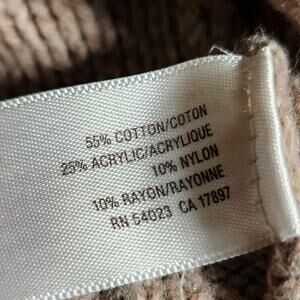 55% COTTON/COTON
25% ACRYLIC/ACRYLIQUE
10% NYLON
10% RAYON/RAYONNE
RN 54023 CA 17897